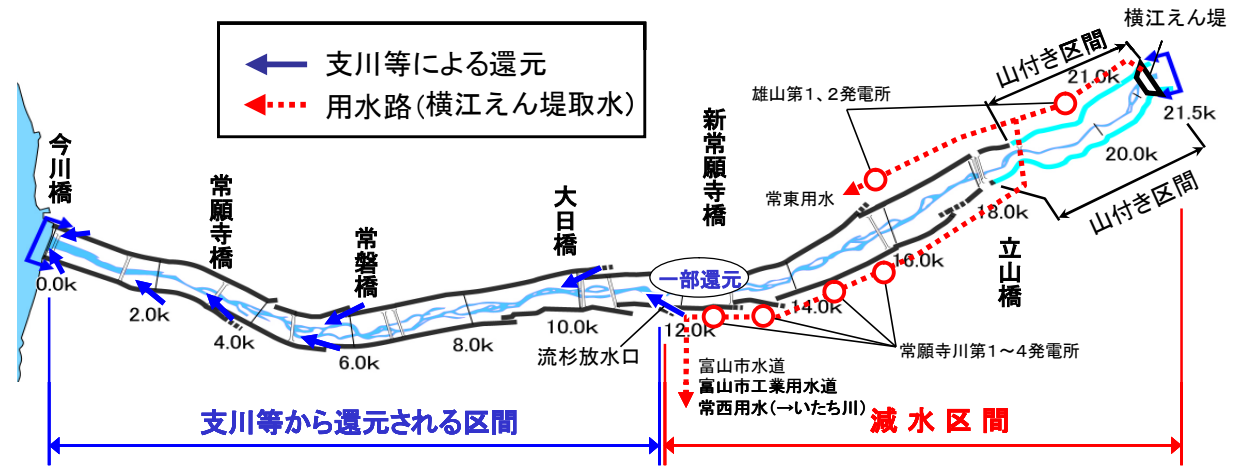 支川等による還元
用水路(横江えん堤取水)
横江えん堤
山付き区間
21.0k
21.5k
20.0k
山付き区間
雄山第1、2発電所
新常願寺橋
常東用水
18.0k
立山橋
16.0k
14.0k
今川橋
常願寺橋
常磐橋
大日橋
一部還元
0.0k
2.0k
4.0k
6.0k
8.0k
10.0k
12.0k
流杉放水口
常願寺川第1~4発電所
富山市水道
富山市工業用水道
常西用水(→いたち川)
支川等から還元される区間
減水区間